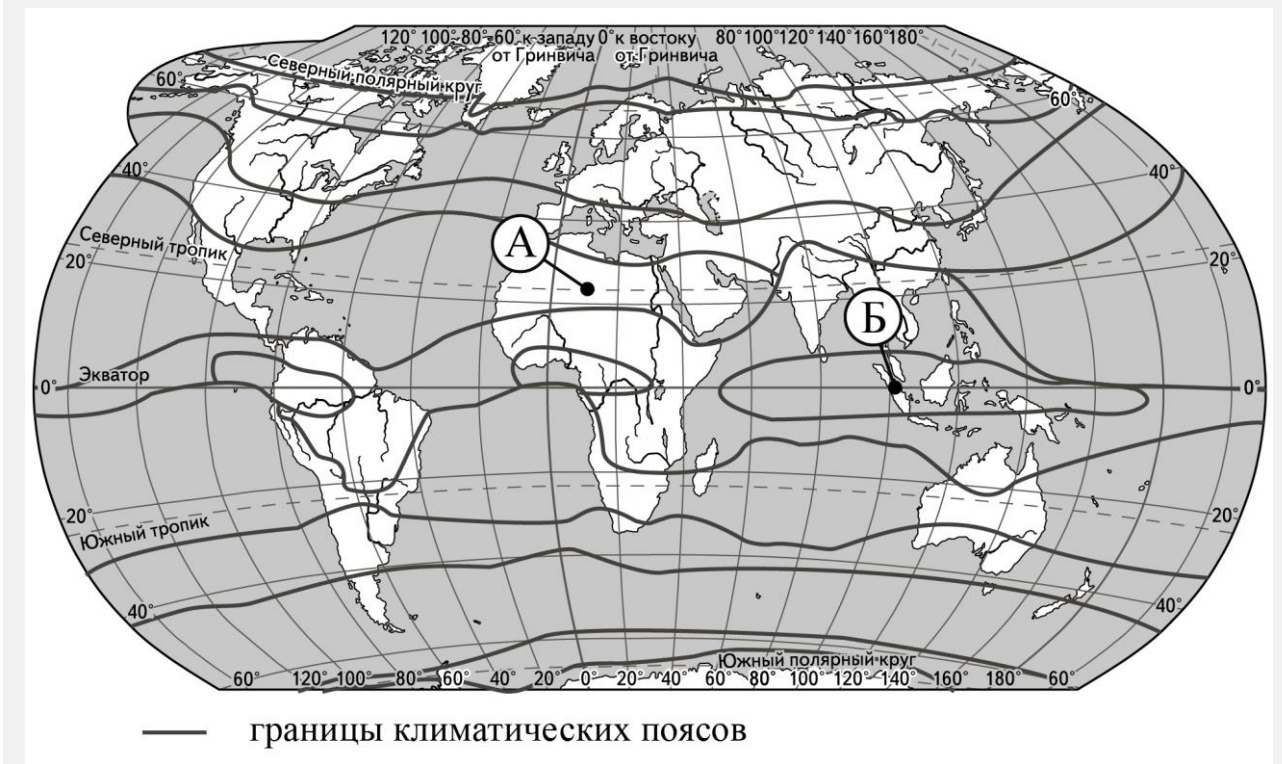 120° 100° 80° 60° к западу 0° к востоку 80° 100° 120° 140° 160° 180°
от Гринвича от Гринвича
Северный полярный круг
60° 60°
40° 40°
А
Северный тропик
20° 20°
Б
Экватор
0° 0°
20° 20°
Южный тропик
40° 40°
Южный полярный круг
60° 120° 100° 80° 60° 40° 20° 0° 20° 40° 60° 80° 100° 120° 140° 160° 180° 60°
границы климатических поясов